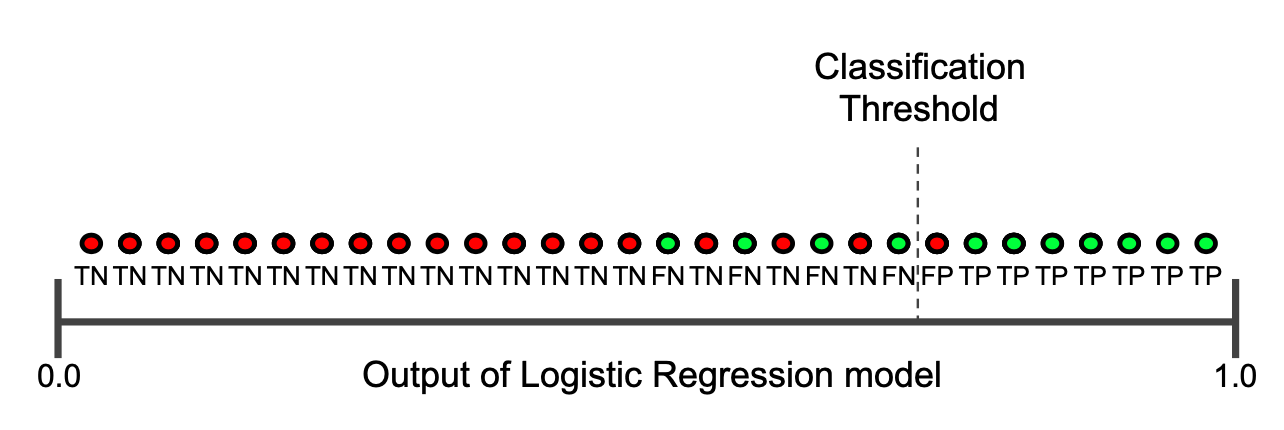 Classification
Threshold
TN TN TN TN TN TN TN TN TN TN TN TN TN TN TN FN TN FN TN FN TN FN FP TP TP TP TP TP TP TP
0.0
Output of Logistic Regression model
1.0